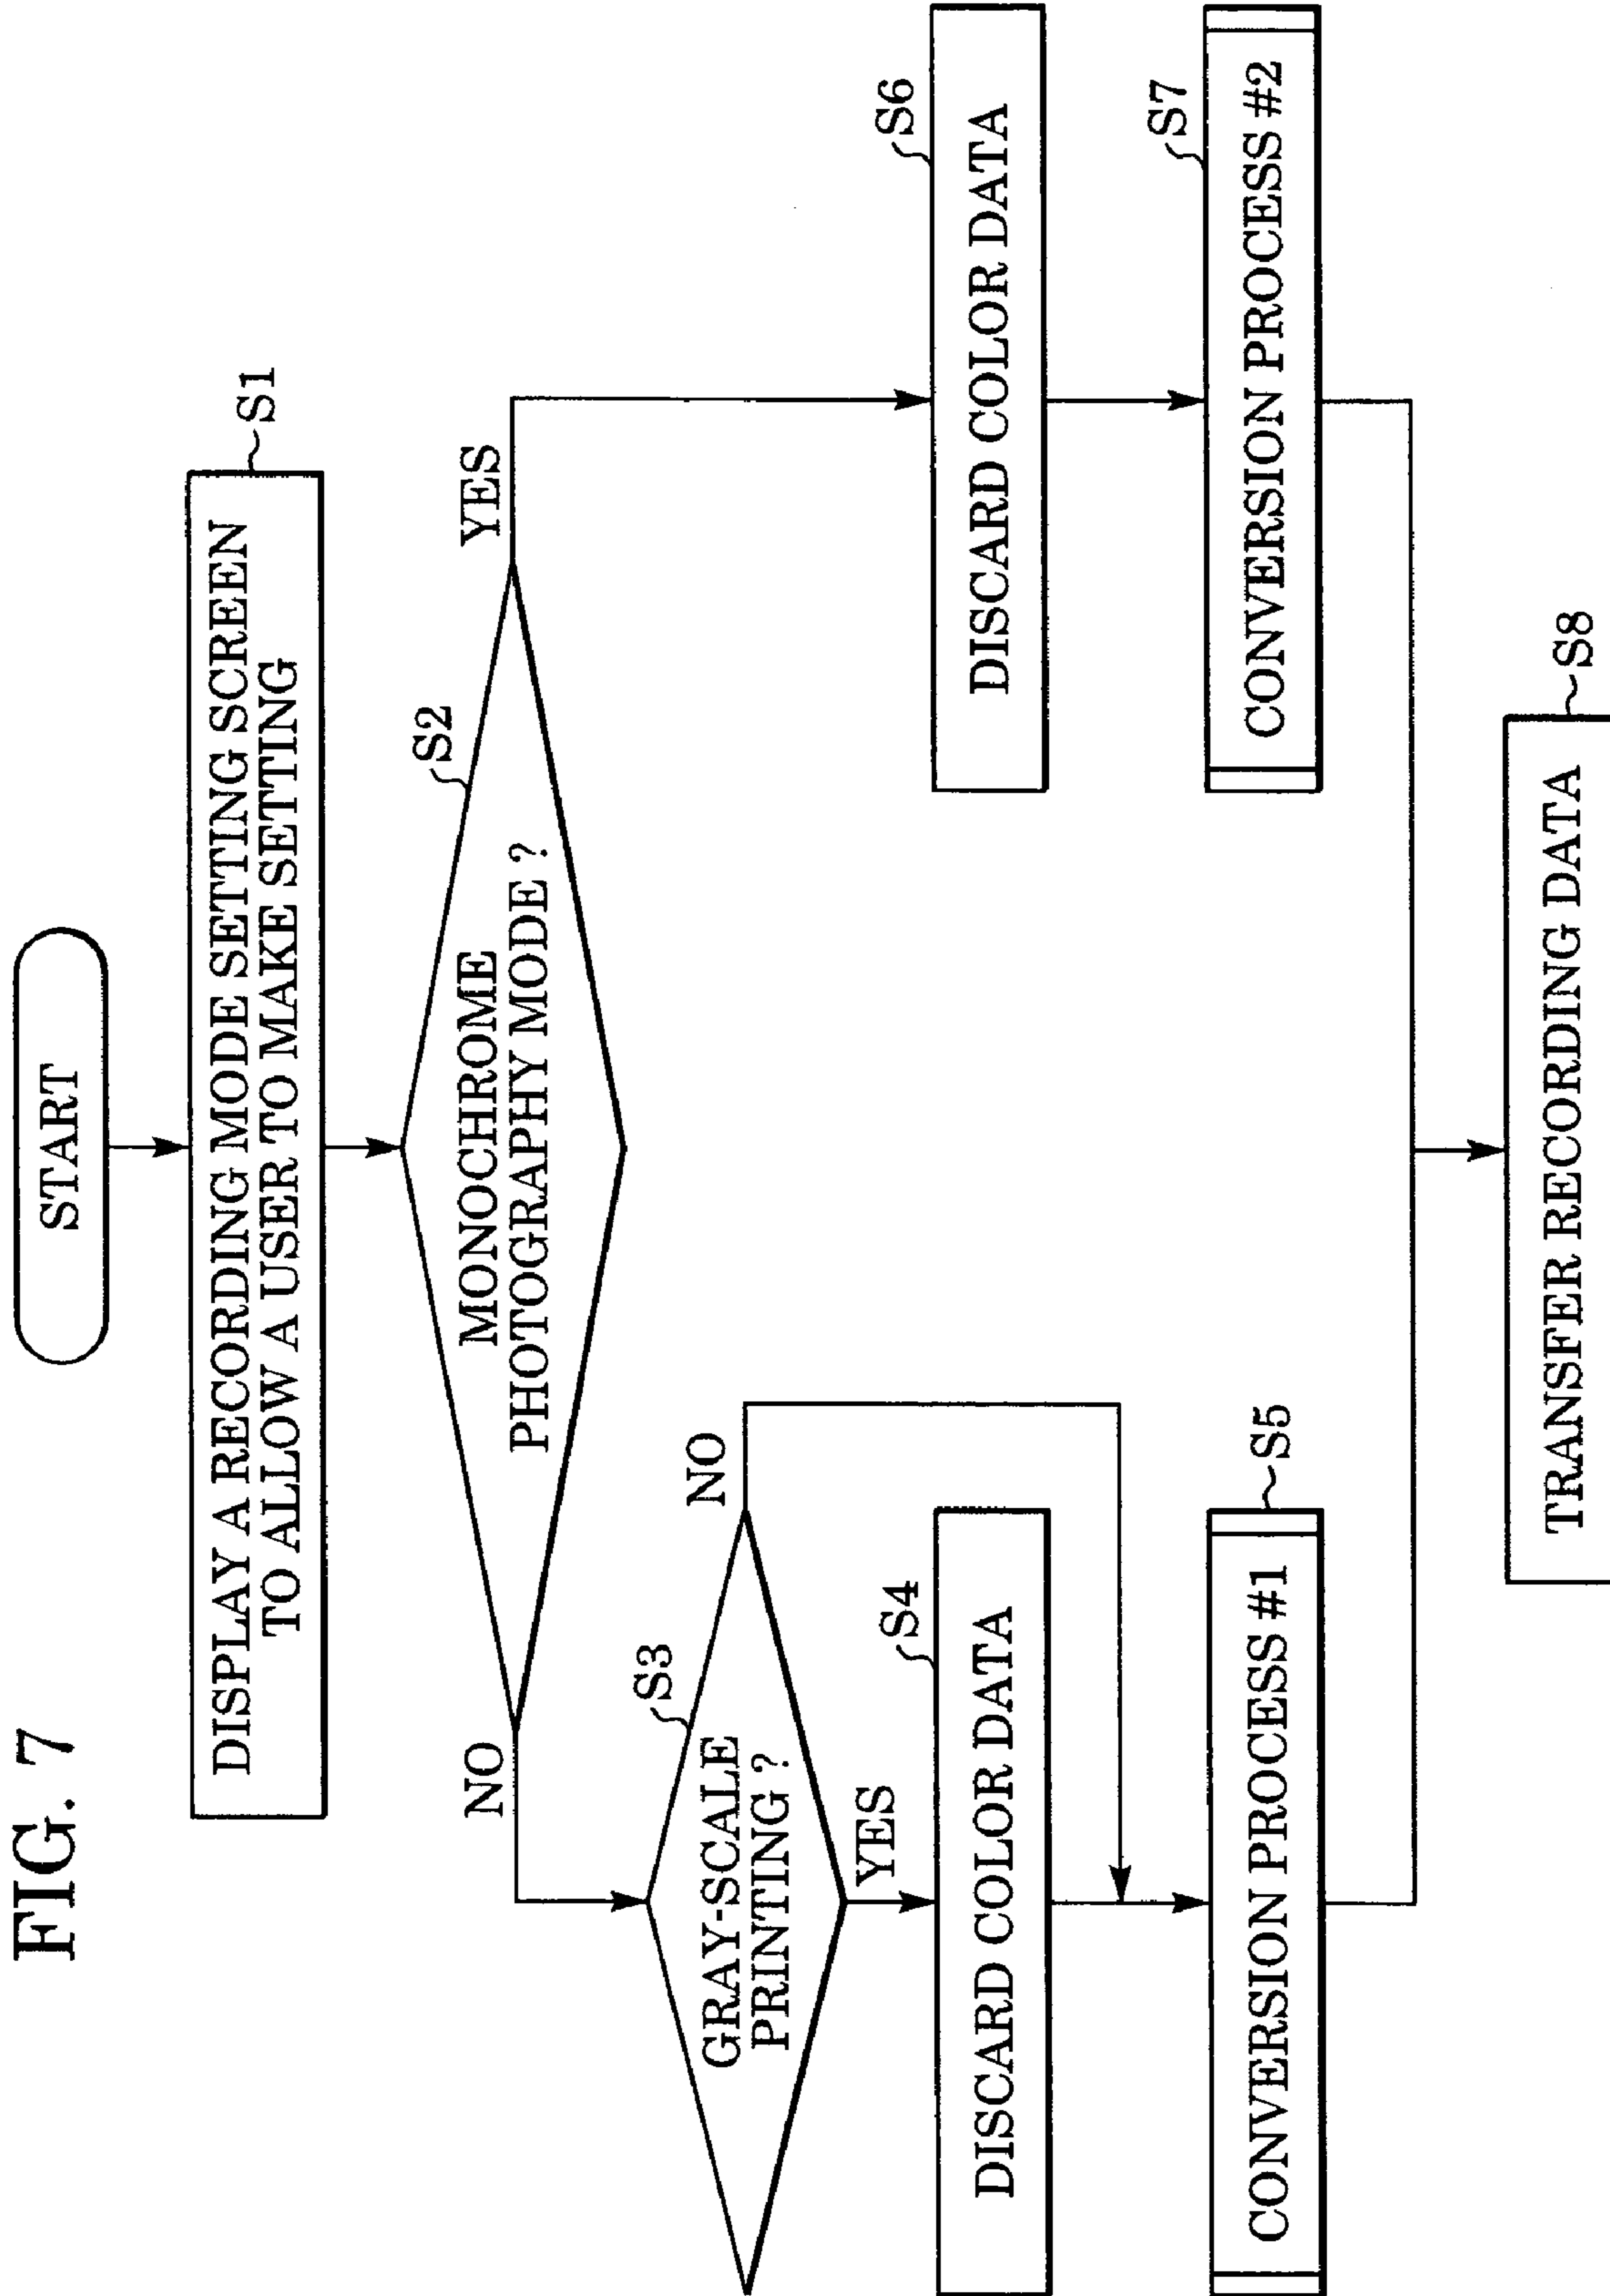 FIG. 7
START
DISPLAY A RECORDING MODE SETTING SCREEN
TO ALLOW A USER TO MAKE SETTING
S1
MONOCHROME
PHOTOGRAPHY MODE ?
S2
NO
YES
GRAY-SCALE
PRINTING ?
S3
NO
YES
DISCARD COLOR DATA
S4
CONVERSION PROCESS #1
S5
DISCARD COLOR DATA
S6
CONVERSION PROCESS #2
S7
TRANSFER RECORDING DATA
S8